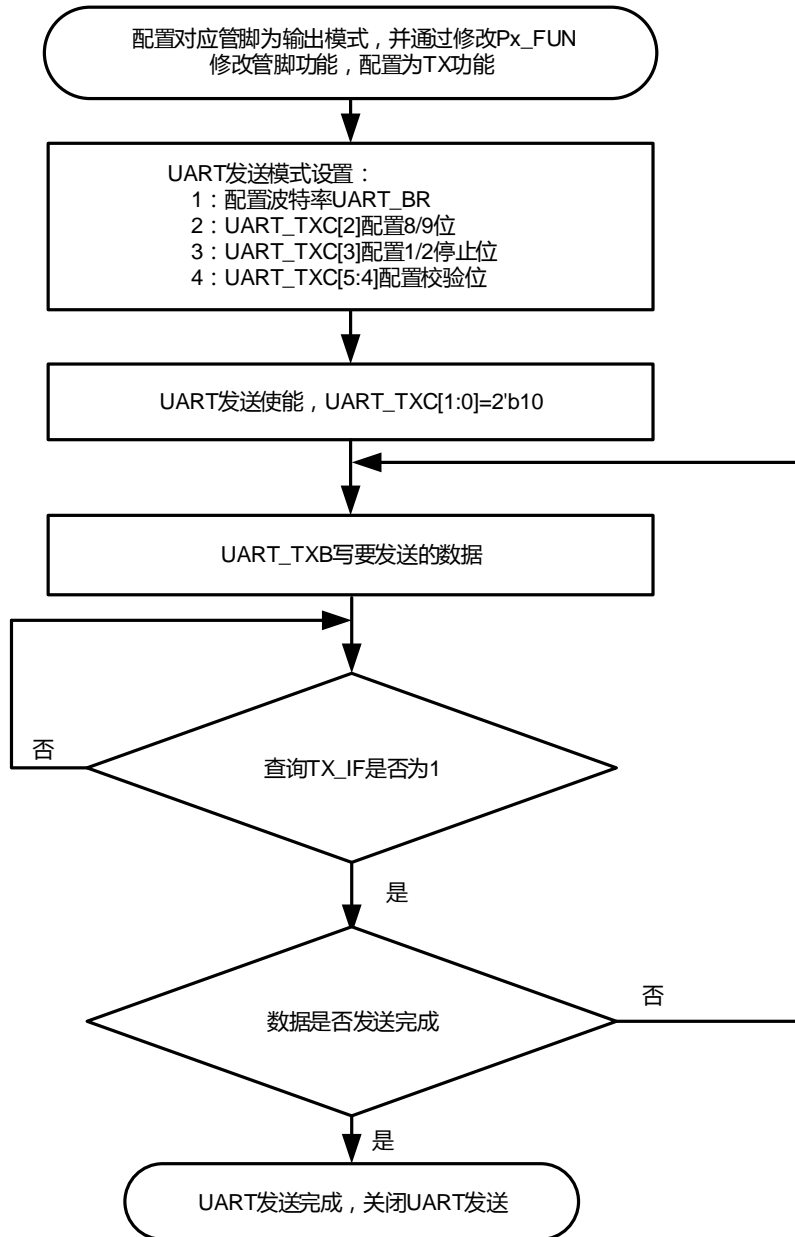 配置对应管脚为输出模式，并通过修改Px_FUN
修改管脚功能，配置为TX功能
UART发送模式设置：
1：配置波特率UART_BR
2：UART_TXC[2]配置8/9位
3：UART_TXC[3]配置1/2停止位
4：UART_TXC[5:4]配置校验位
UART发送使能，UART_TXC[1:0]=2'b10
UART_TXB写要发送的数据
否
查询TX_IF是否为1
是
否
数据是否发送完成
是
UART发送完成，关闭UART发送